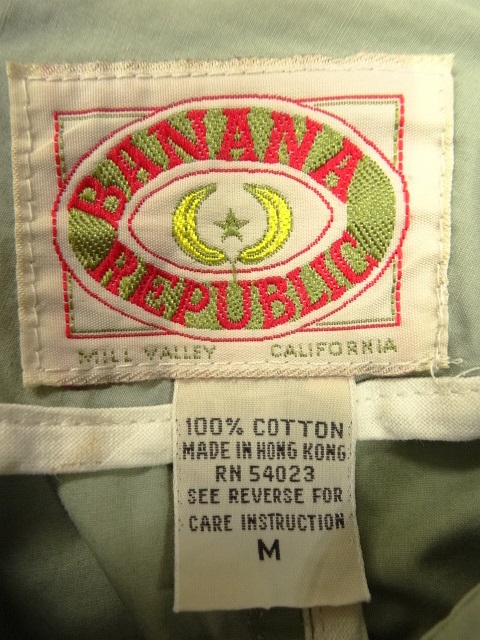 BANANA
REPUBLIC
MILL VALLEY CALIFORNIA
100% COTTON
MADE IN HONG KONG
RN 54023
SEE REVERSE FOR
CARE INSTRUCTION
M